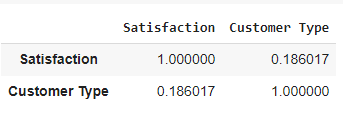 Satisfaction Customer Type
Satisfaction 1.000000 0.186017
Customer Type 0.186017 1.000000